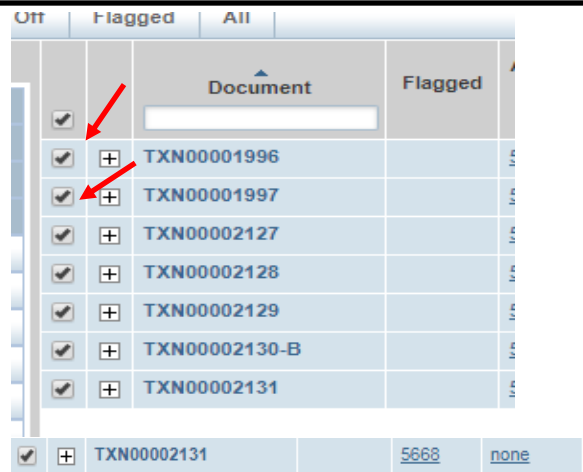 Off Flagged All
Document Flagged
TXN00001996
TXN00001997
TXN00002127
TXN00002128
TXN00002129
TXN00002130-B
TXN00002131
TXN00002131 5668 none